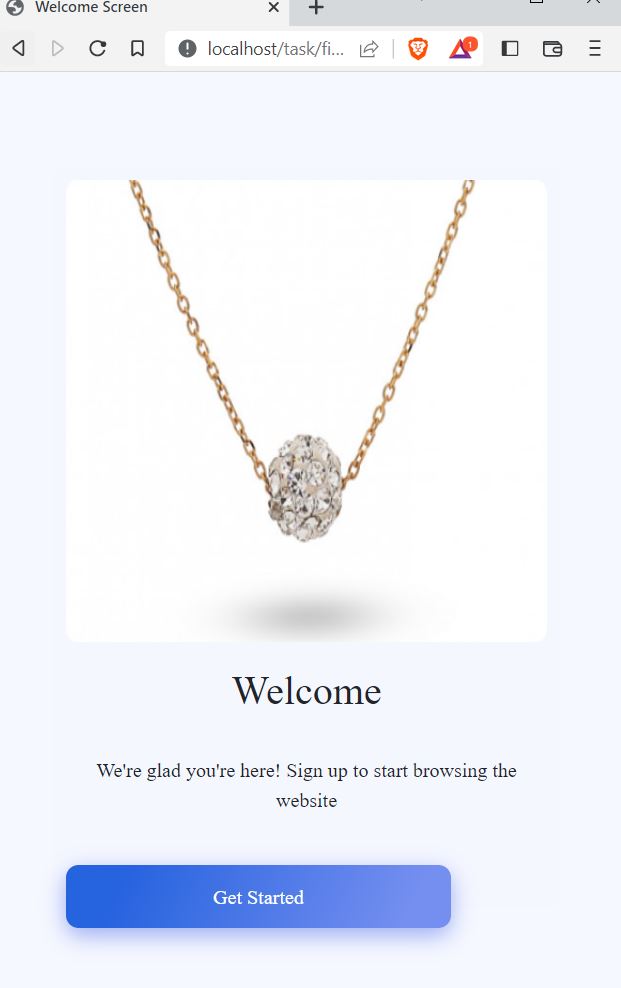 Welcome Screen
localhost/task/fi...
1
Welcome
We're glad you're here! Sign up to start browsing the
website
Get Started